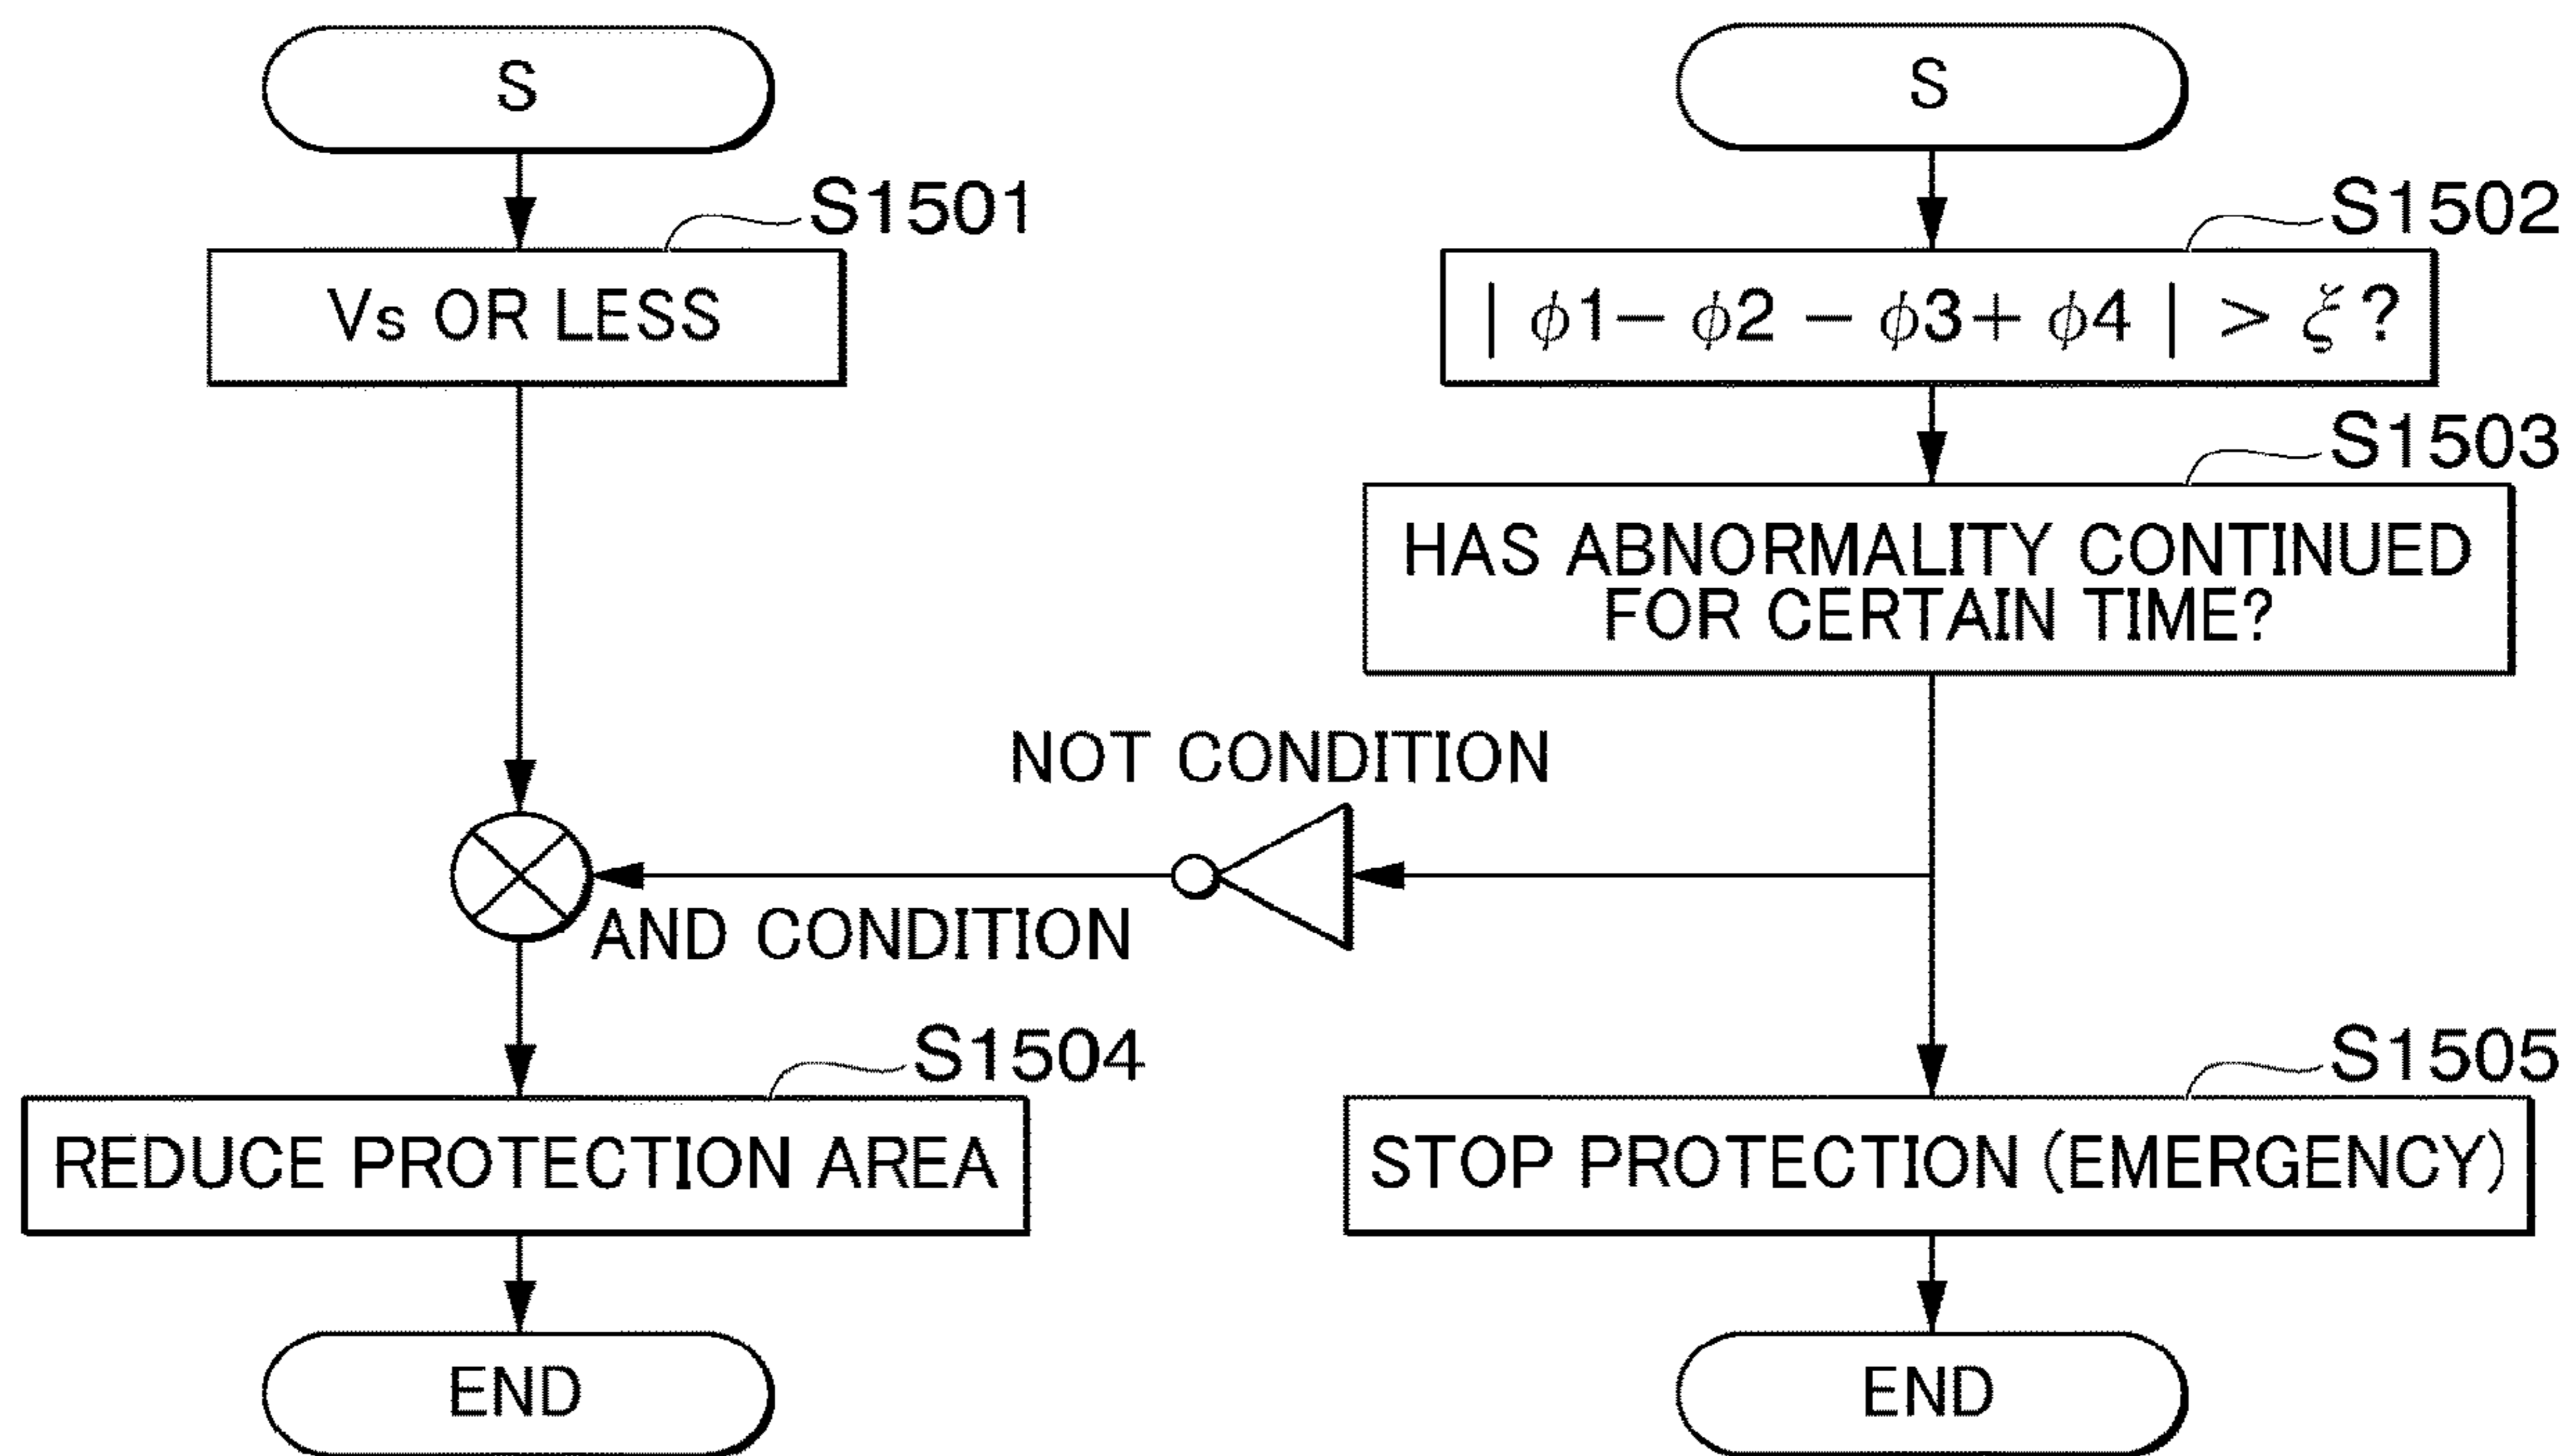 S
S
S1501
S1502
Vs OR LESS
| ϕ1− ϕ2 − ϕ3+ ϕ4 | > ξ?
S1503
HAS ABNORMALITY CONTINUED
FOR CERTAIN TIME?
NOT CONDITION
AND CONDITION
S1504
S1505
REDUCE PROTECTION AREA
STOP PROTECTION (EMERGENCY)
END
END